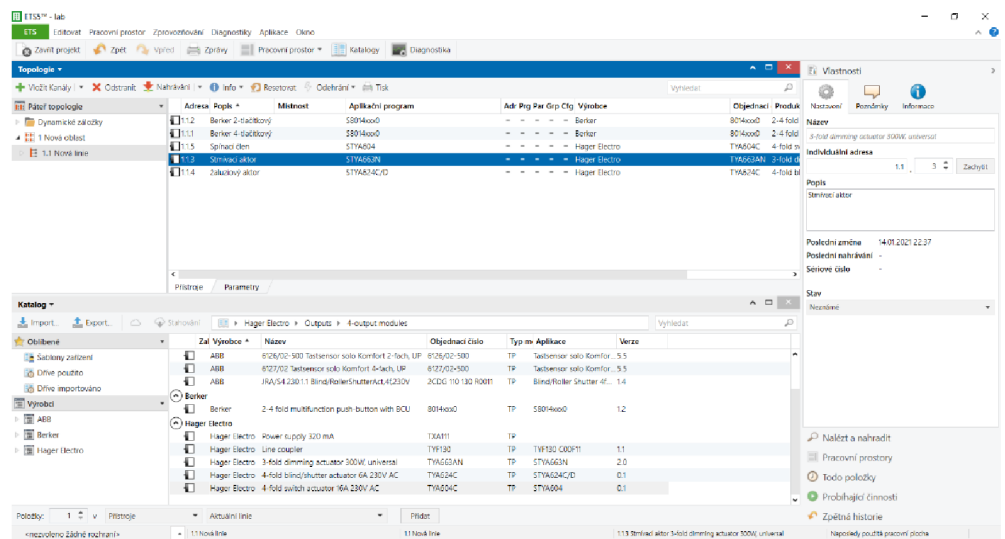 ETS5™ - lab
ETS Editovat Pracovní prostor Zprovozňování Diagnostiky Aplikace Okno
Zavřít projekt Zpět Vpřed Zprávy Pracovní prostor Katalogy Diagnostika
Topologie
Vložit Kanály Odstranit Nahrávání Info Resetovat Odehrání Tisk Vyhledat
Páteř topologie
Dynamické záložky
1 Nová oblast
1.1 Nová linie
Adresa Popis Místnost Aplikační program Adr Prg Par Grp Cfg Výrobce Objednací Produk
1.1.2 Berker 2-tlačítkový S8014xxx0 - - - - - Berker 8014xxx0 2-4 fold
1.1.1 Berker 4-tlačítkový S8014xxx0 - - - - - Berker 8014xxx0 2-4 fold
1.1.5 Spínací člen STYA604 - - - - - Hager Electro TYA604C 4-fold sw
1.1.3 Stmívací aktor STYA663N - - - - - Hager Electro TYA663AN 3-fold di
1.1.4 žaluziový aktor STYA624C/D - - - - - Hager Electro TYA624C 4-fold bl
Přístroje Parametry
Katalog
Import... Export... Stahování Hager Electro Outputs 4-output modules Vyhledat
Oblíbené
Šablony zařízení
Dříve použito
Dříve importováno
Výrobci
ABB
Berker
Hager Electro
Zal Výrobce Název Objednací číslo Typ m Aplikace Verze
ABB 6126/02-500 Tastsensor solo Komfort 2-fach, UP 6126/02-500 TP Tastsensor solo Komfor... 5.5
ABB 6127/02 Tastsensor solo Komfort 4-fach, UP 6127/02-500 TP Tastsensor solo Komfor... 5.5
ABB JRA/S4 230.1.1 Blind/RollerShutterAct,4f,230V 2CDG 110 130 R0011 TP Blind/Roller Shutter 4f... 1.4
Berker
Berker 2-4 fold multifunction push-button with BCU 8014xxx0 TP S8014xxx0 1.2
Hager Electro
Hager Electro Power supply 320 mA TXA111 TP
Hager Electro Line coupler TYF130 TP TYF130 C00F11 1.1
Hager Electro 3-fold dimming actuator 300W, universal TYA663AN TP STYA663N 2.0
Hager Electro 4-fold blind/shutter actuator 6A 230V AC TYA624C TP STYA624C/D 0.1
Hager Electro 4-fold switch actuator 16A 230V AC TYA604C TP STYA604 0.1
Položky: 1 v Přístroje Aktuální linie Přidat
<nezvoleno žádné rozhraní> 1.1 Nová linie 1.1 Nová linie 1.1.3 Stmívací aktor 3-fold dimming actuator 300W, universal Naposledy použitá pracovní plocha
Vlastnosti
Nastavení Poznámky Informace
Název
3-fold dimming actuator 300W, universal
Individuální adresa
1.1 . 3 Zachytit
Popis
Stmívací aktor
Poslední změna 14.01.2021 22:37
Poslední nahrávání -
Sériové číslo -
Stav
Neznámé
Nalézt a nahradit
Pracovní prostory
Todo položky
Probíhající činnosti
Zpětná historie